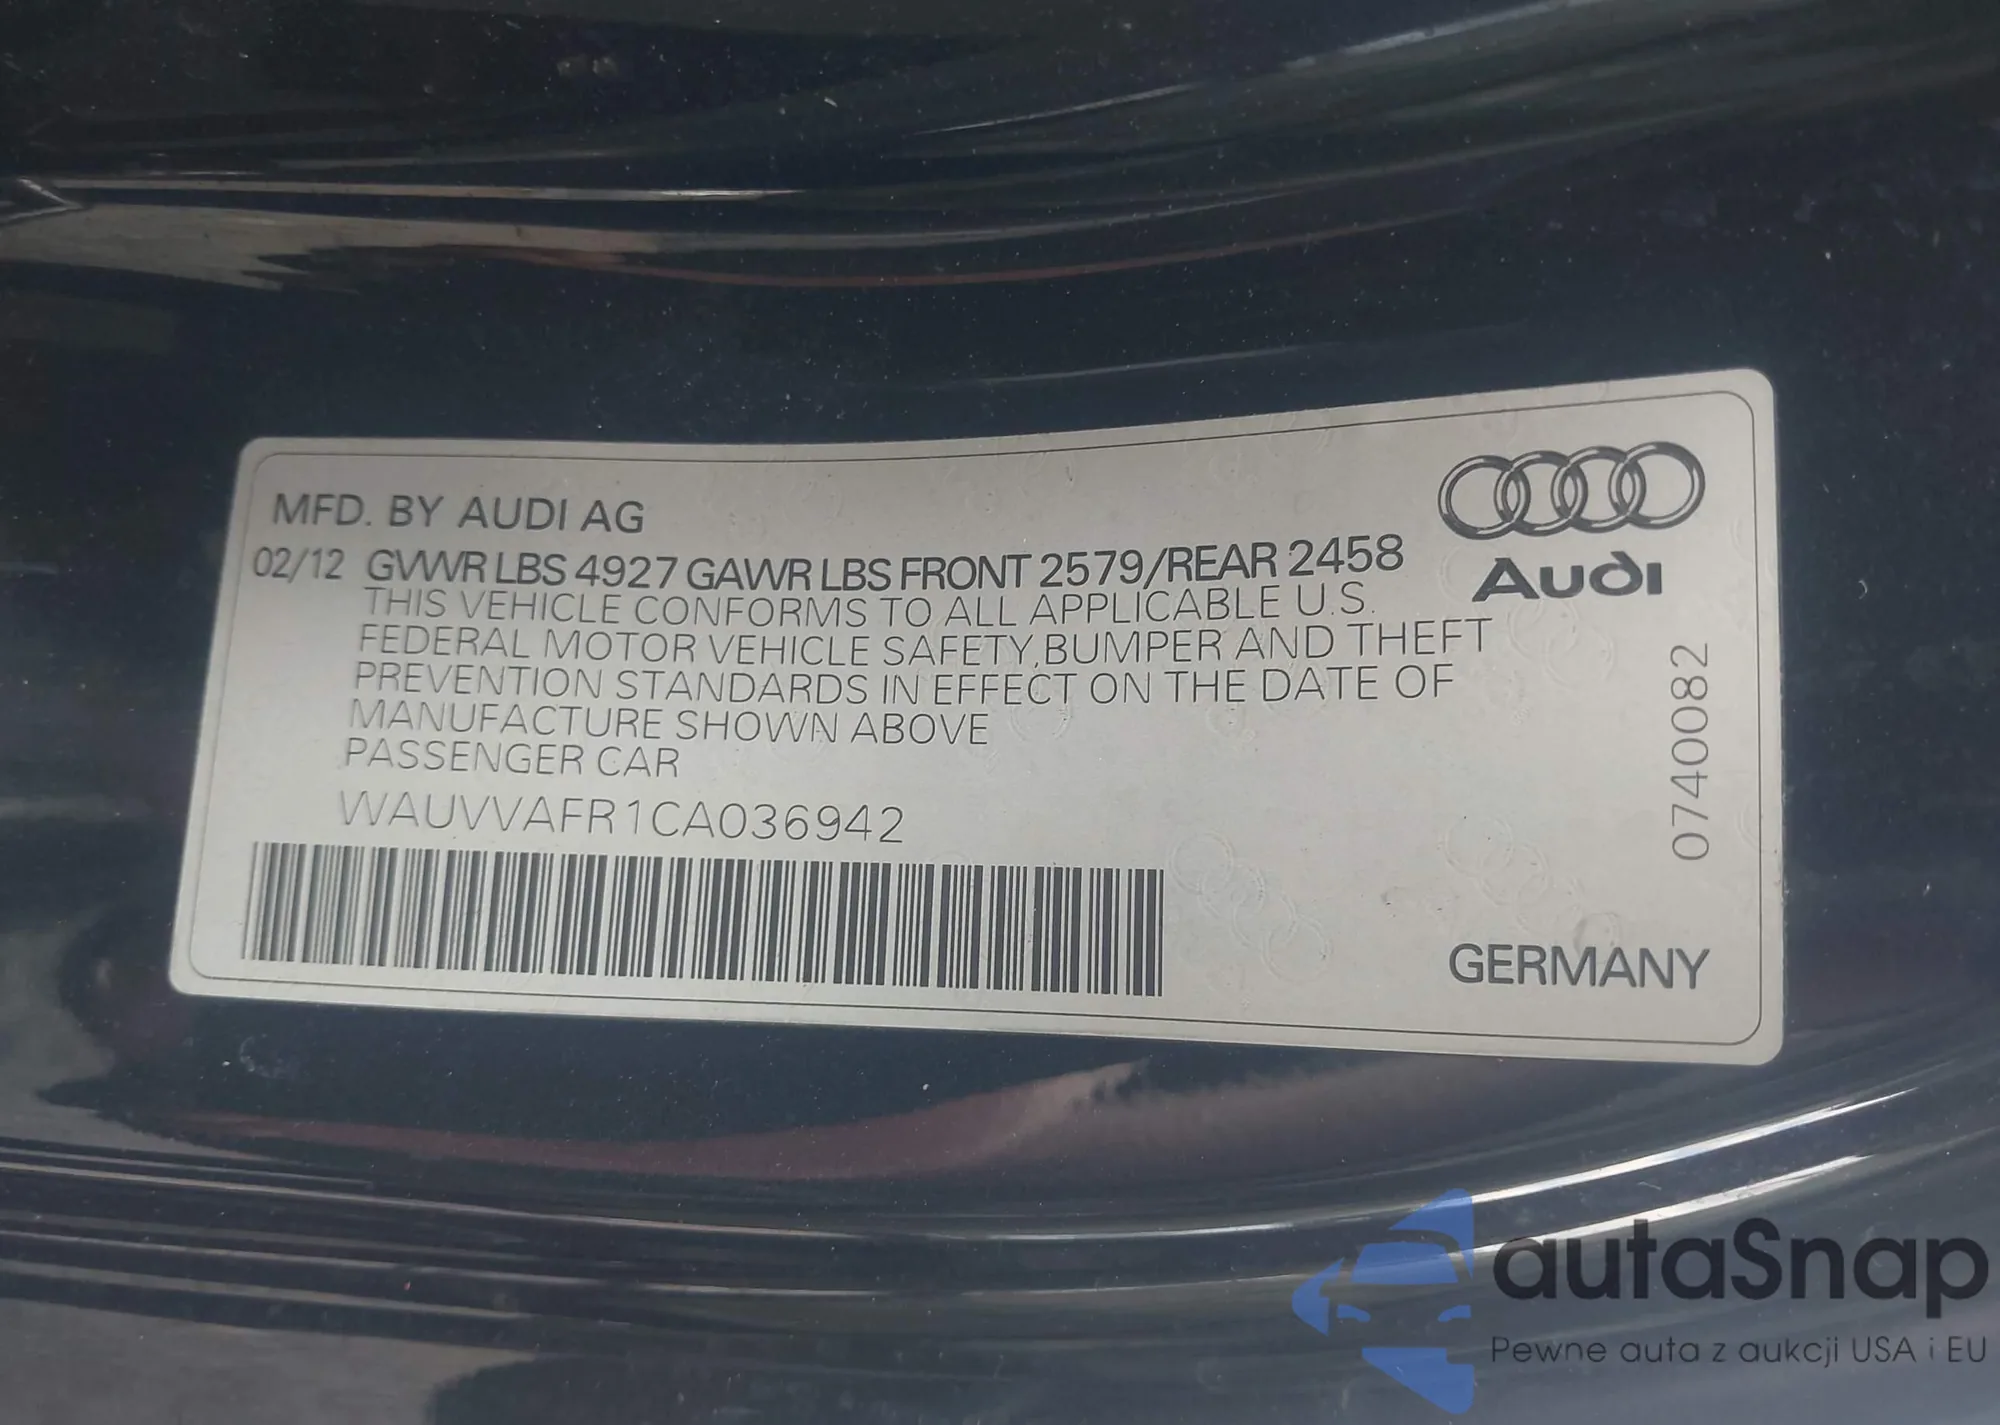 MFD. BY AUDI AG
02/12 GVWR LBS 4927 GAWR LBS FRONT 2579/REAR 2458
THIS VEHICLE CONFORMS TO ALL APPLICABLE U.S.
FEDERAL MOTOR VEHICLE SAFETY, BUMPER AND THEFT
PREVENTION STANDARDS IN EFFECT ON THE DATE OF
MANUFACTURE SHOWN ABOVE
PASSENGER CAR
WAUVVAFR1CA036942
Audi
0740082
GERMANY
autaSnap
Pewne auta z aukcji USA i EU